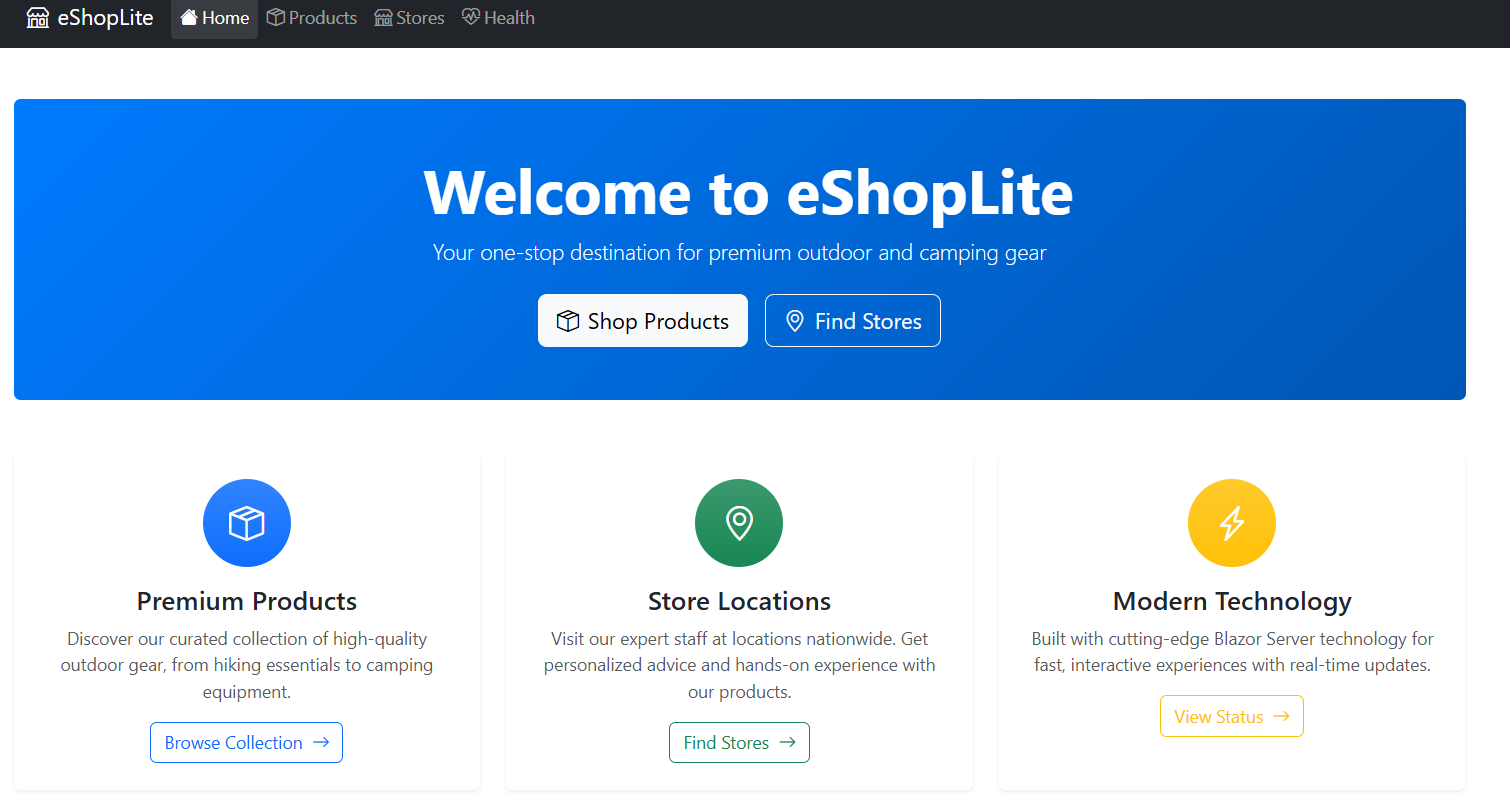 eShopLite Home Products Stores Health
Welcome to eShopLite
Your one-stop destination for premium outdoor and camping gear
Shop Products Find Stores
Premium Products
Discover our curated collection of high-quality
outdoor gear, from hiking essentials to camping
equipment.
Browse Collection →
Store Locations
Visit our expert staff at locations nationwide. Get
personalized advice and hands-on experience with
our products.
Find Stores →
Modern Technology
Built with cutting-edge Blazor Server technology for
fast, interactive experiences with real-time updates.
View Status →